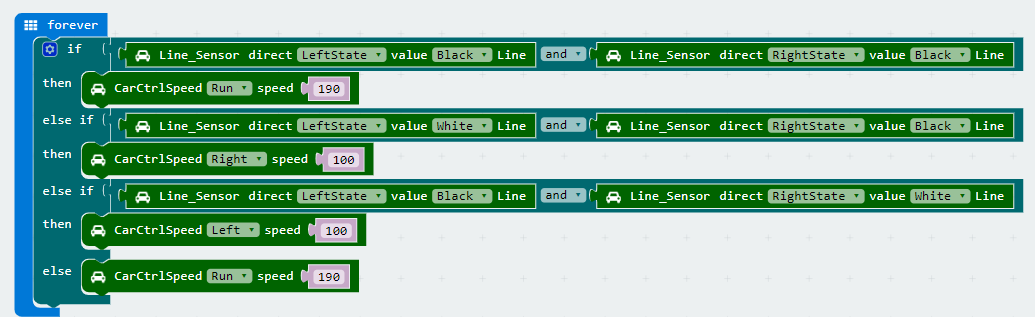 forever
if Line_Sensor direct LeftState value Black Line and Line_Sensor direct RightState value Black Line
then CarCtrlSpeed Run speed 190
else if Line_Sensor direct LeftState value White Line and Line_Sensor direct RightState value Black Line
then CarCtrlSpeed Right speed 100
else if Line_Sensor direct LeftState value Black Line and Line_Sensor direct RightState value White Line
then CarCtrlSpeed Left speed 100
else CarCtrlSpeed Run speed 190